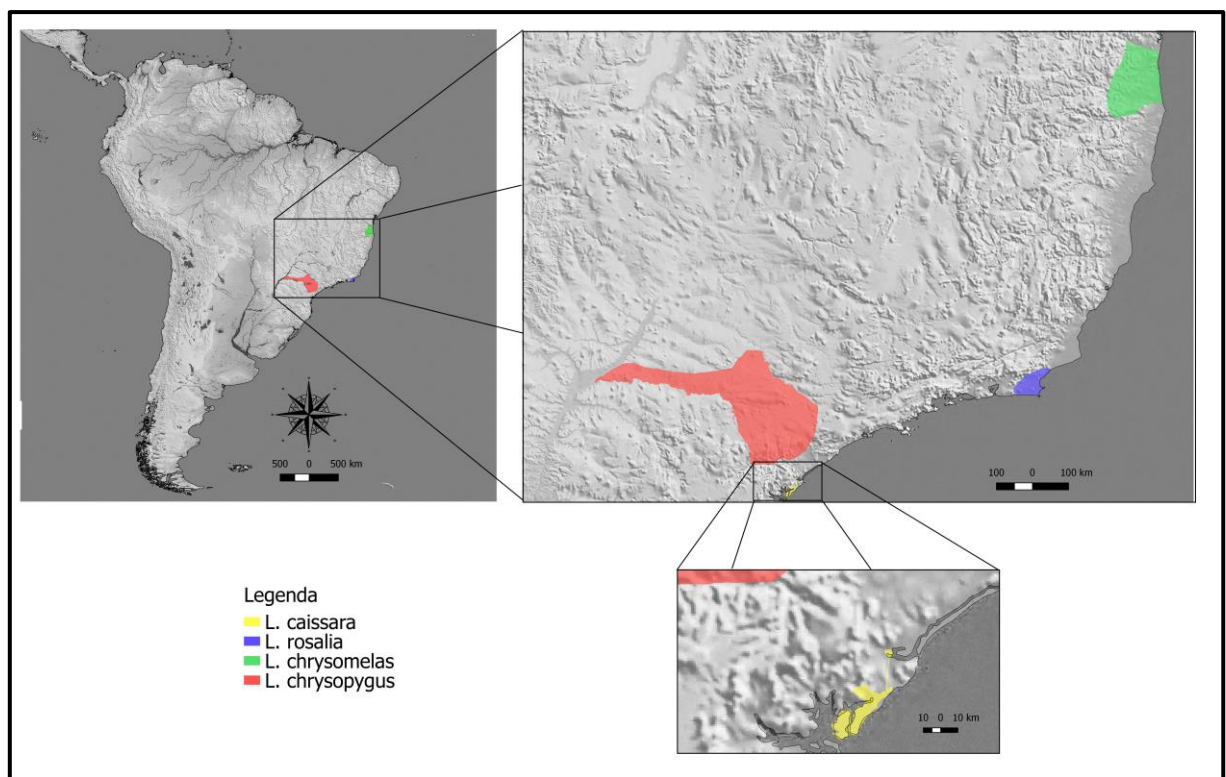 500 0 500 km
100 0 100 km
Legenda
L. caissara
L. rosalia
L. chrysomelas
L. chrysopygus
10 0 10 km